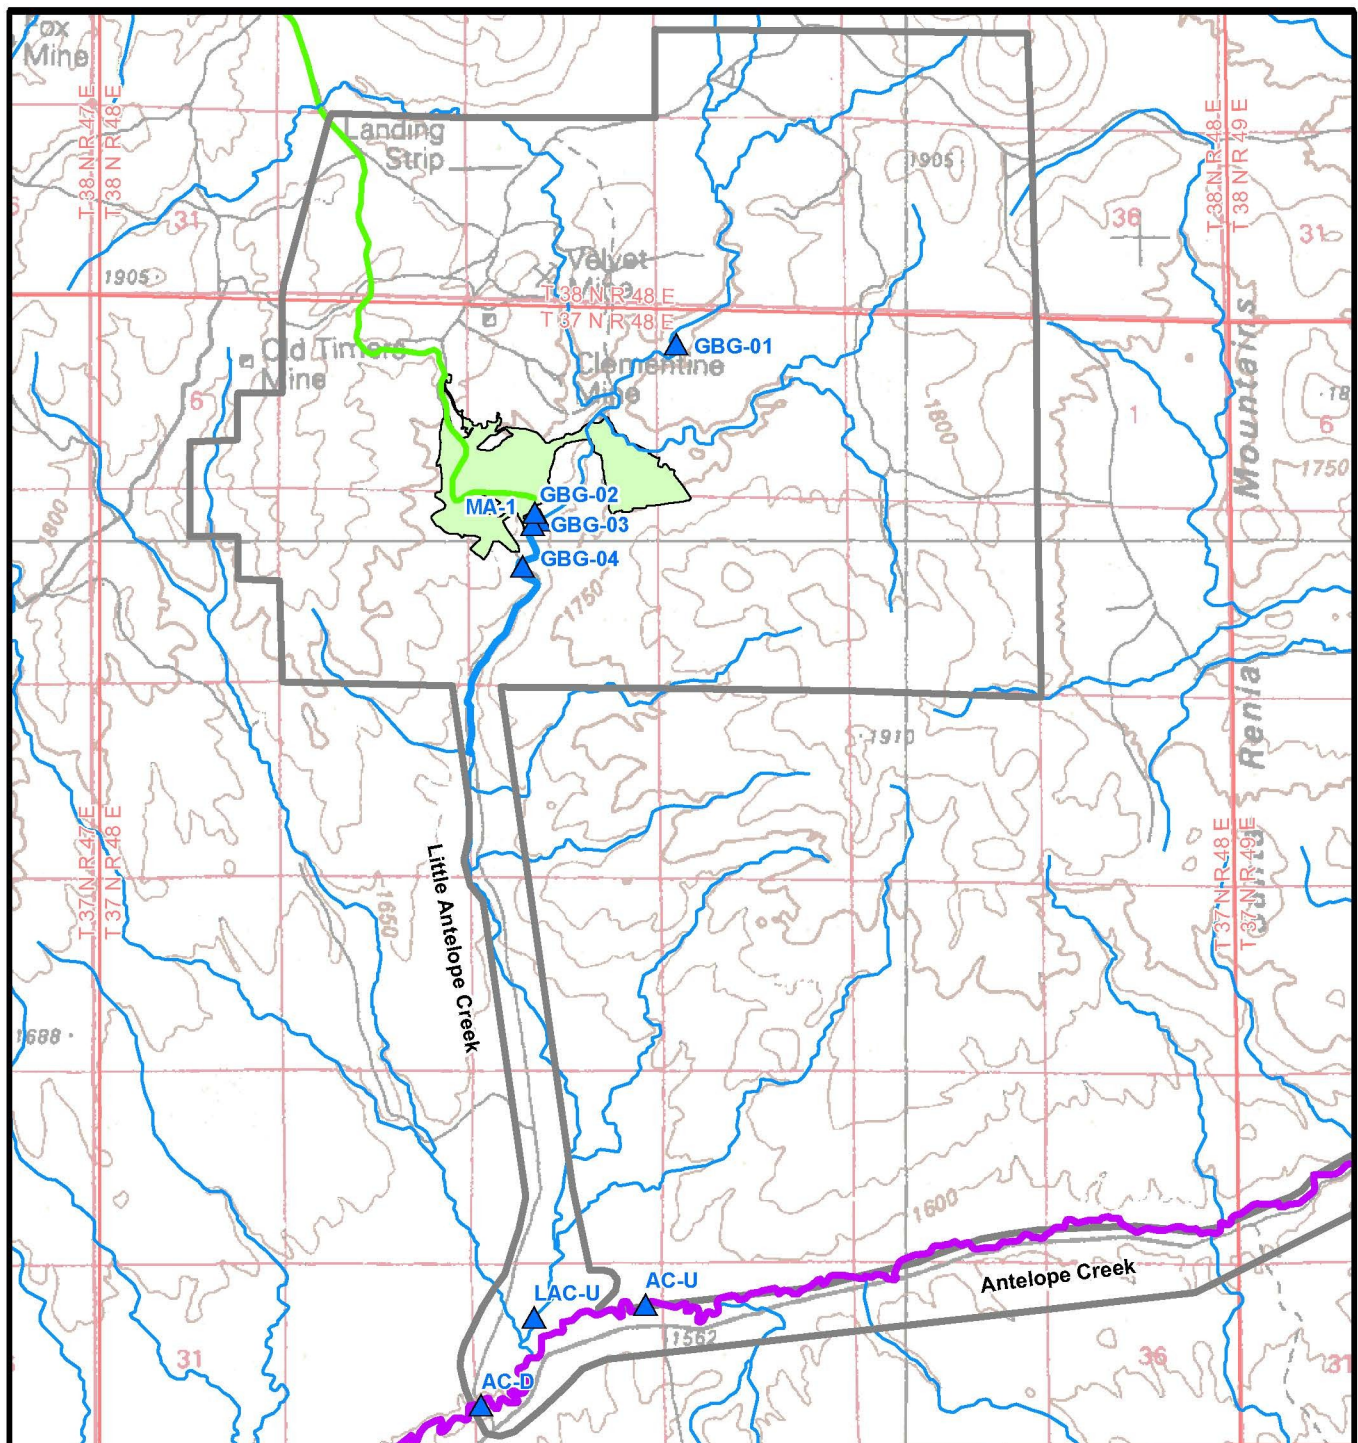 Fox
Mine
T 38 N R 47 E
T 38 N R 48 E
Landing
Strip
1905
T 38 N R 48 E
T 38 N R 49 E
31
36
31
1905
Velvet
T 38 N R 48 E
T 37 N R 48 E
Old Timers
Mine
GBG-01
Clementine
Mine
6
1800
1
6
1750
Mountains
GBG-02
MA-1
GBG-03
1800
GBG-04
1750
1910
T 37 N R 47 E
T 37 N R 48 E
Little Antelope Creek
1650
T 37 N R 48 E
T 37 N R 49 E
1688
1600
Antelope Creek
LAC-U
AC-U
1562
31
36
31
AC-D